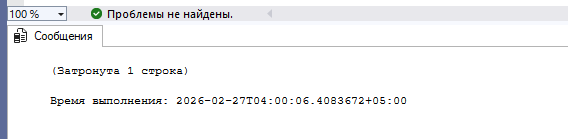 100 %
Проблемы не найдены.
Сообщения
(Затронута 1 строка)
Время выполнения: 2026-02-27T04:00:06.4083672+05:00